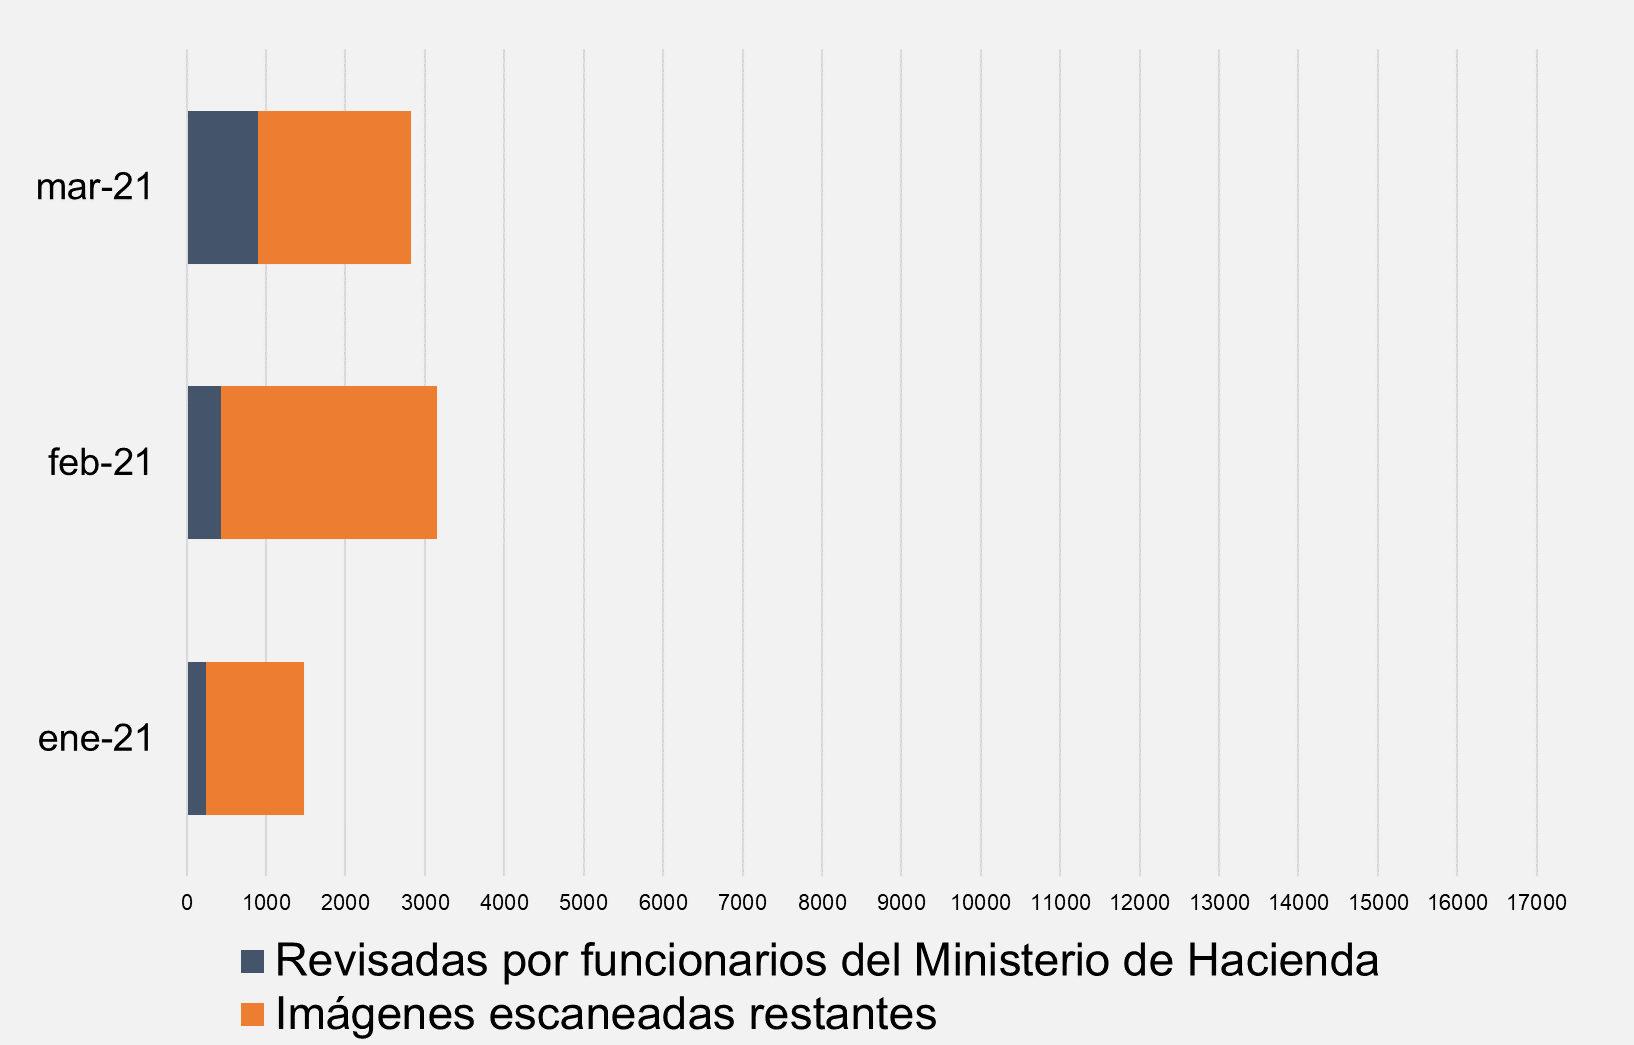 mar-21
feb-21
ene-21
0 1000 2000 3000 4000 5000 6000 7000 8000 9000 10000 11000 12000 13000 14000 15000 16000 17000
Revisadas por funcionarios del Ministerio de Hacienda
Imágenes escaneadas restantes